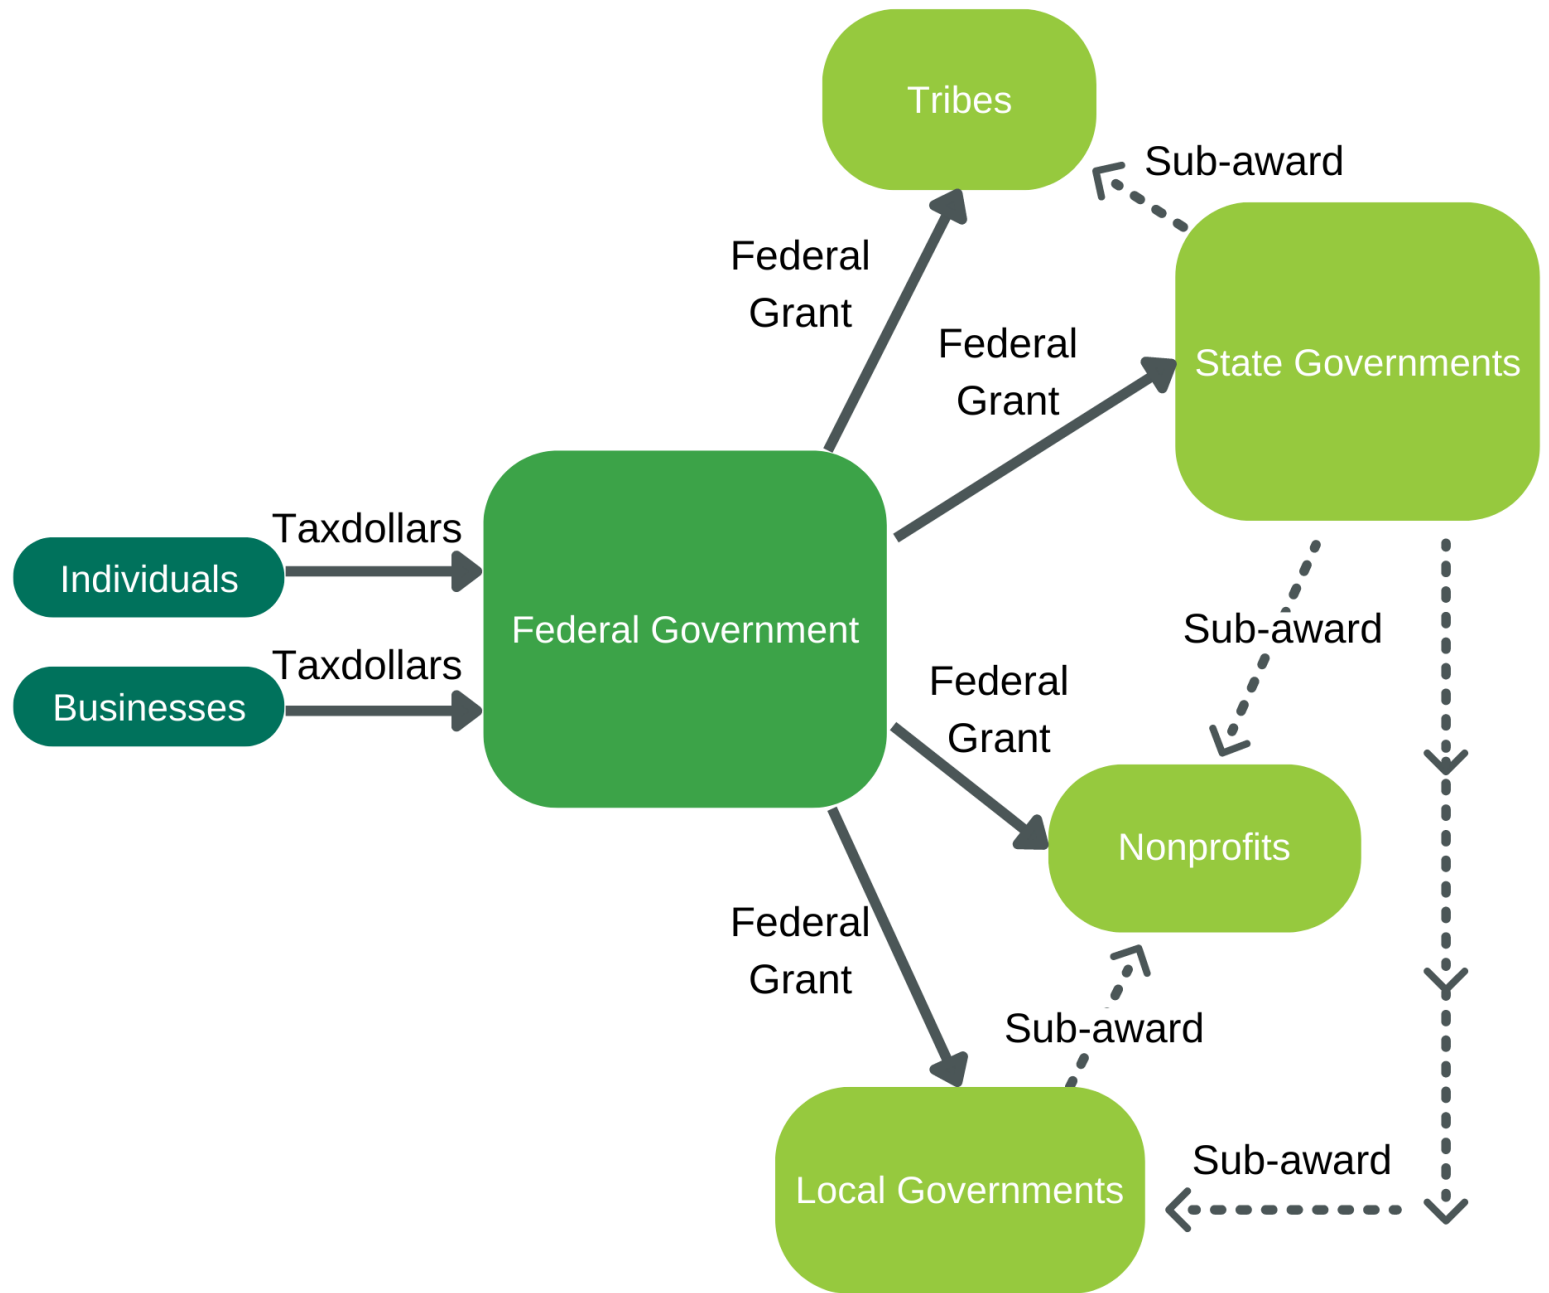 Tribes
Sub-award
Federal
Grant
Federal
Grant
State Governments
Taxdollars
Individuals
Federal Government
Sub-award
Taxdollars
Businesses
Federal
Grant
Nonprofits
Federal
Grant
Sub-award
Sub-award
Local Governments